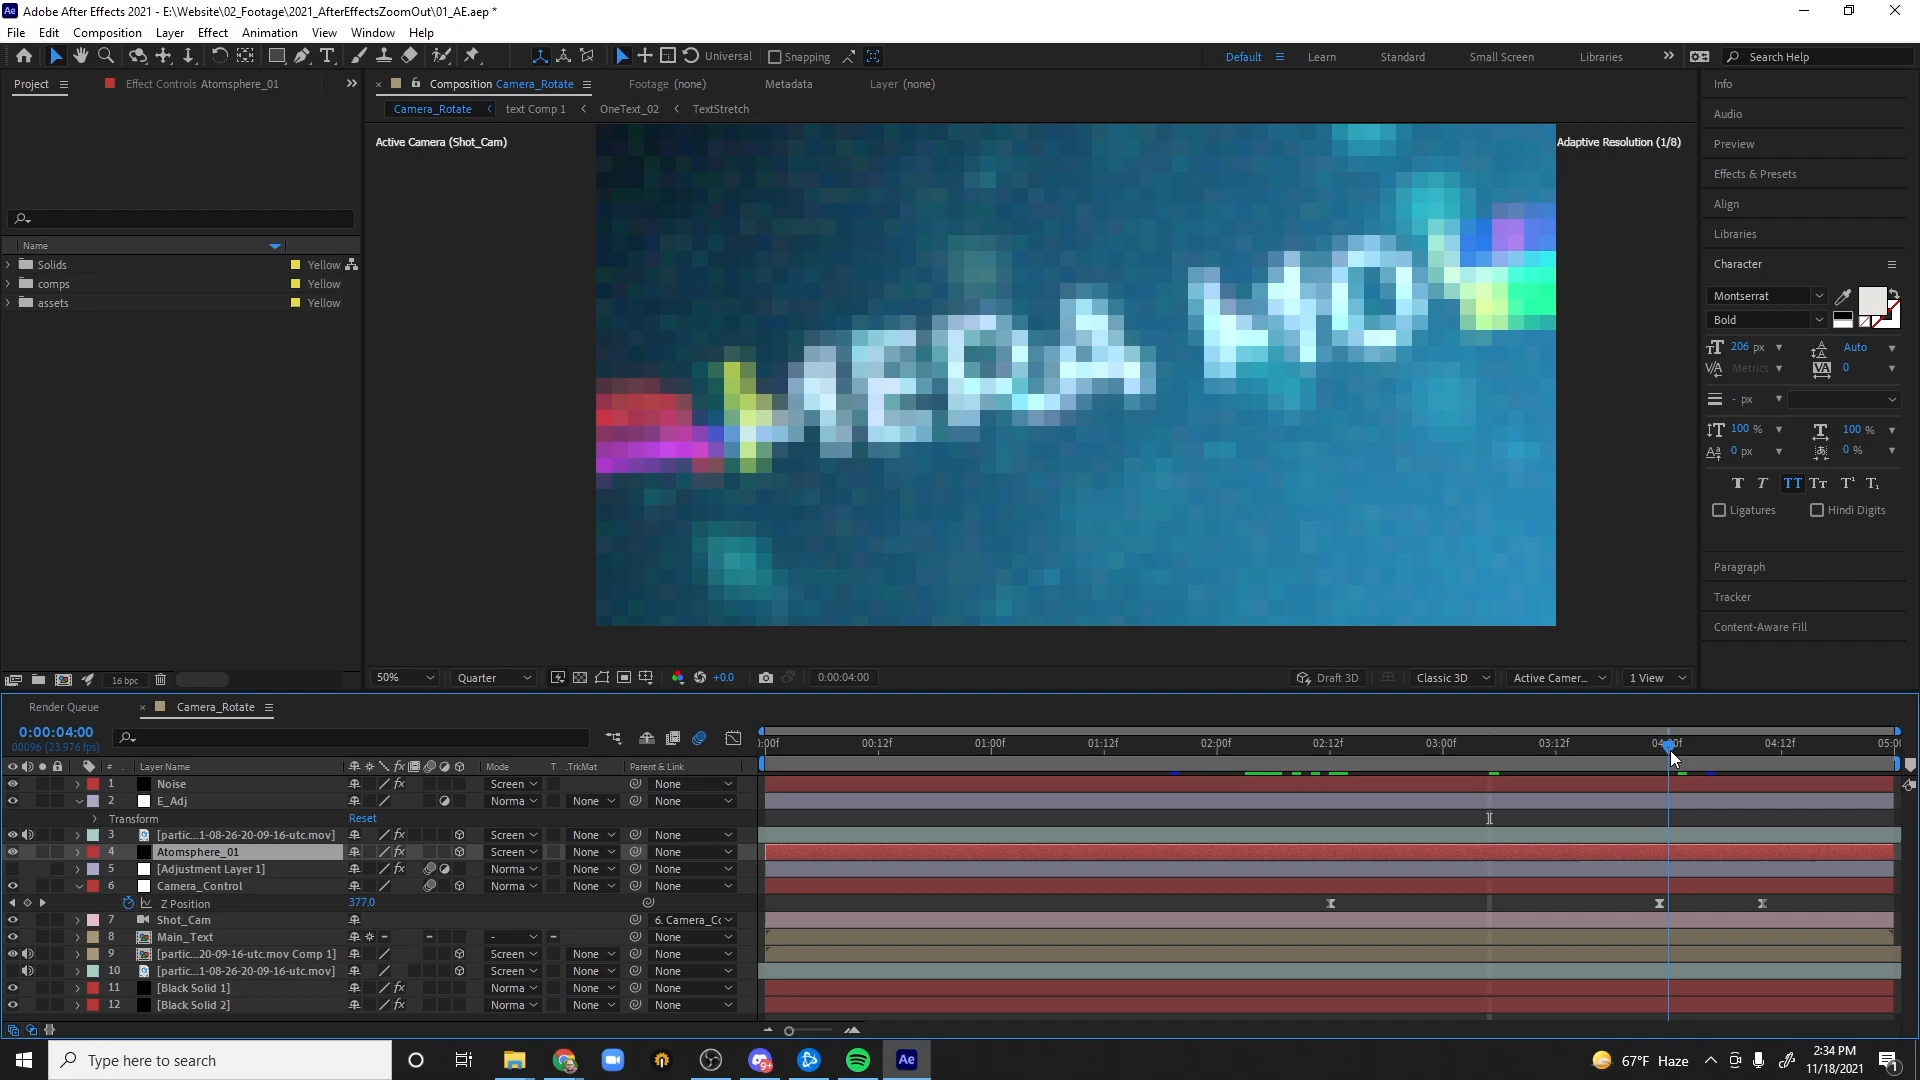 Adobe After Effects 2021 - E:\Website\02_Footage\2021_AfterEffectsZoomOut\01_AE.aep *
File Edit Composition Layer Effect Animation View Window Help
Universal Snapping Default Learn Standard Small Screen Libraries Search Help
Project Effect Controls Atomsphere_01 Composition Camera_Rotate Footage (none) Metadata Layer (none) Info
Camera_Rotate text Comp 1 OneText_02 TextStretch Audio
Active Camera (Shot_Cam) Adaptive Resolution (1/8) Preview
Effects & Presets
Align
Libraries
Name
Solids Yellow
comps Yellow
assets Yellow
Character
Montserrat
Bold
206 px Auto
Metrics 0
- px
100 % 100 %
0 px 0 %
Ligatures Hindi Digits
Paragraph
Tracker
Content-Aware Fill
16 bpc 50% Quarter +0.0 0:00:04:00 Draft 3D Classic 3D Active Camer... 1 View
Render Queue Camera_Rotate
0:00:04:00
00096 (23.976 fps)
:00f 00:12f 01:00f 01:12f 02:00f 02:12f 03:00f 03:12f 04:12f 05:00
# Layer Name Mode T .TrkMat Parent & Link
1 Noise Screen None
2 E_Adj Norma None None
Transform Reset
3 [partic...1-08-26-20-09-16-utc.mov] Screen None None
4 Atomsphere_01 Screen None None
5 [Adjustment Layer 1] Norma None None
6 Camera_Control Norma None None
Z Position 377.0
7 Shot_Cam 6. Camera_Cc
8 Main_Text - None
9 [partic...20-09-16-utc.mov Comp 1] Screen None None
10 [partic...1-08-26-20-09-16-utc.mov] Screen None None
11 [Black Solid 1] Norma None None
12 [Black Solid 2] Norma None None
Type here to search Ae 67°F Haze 2:34 PM
11/18/2021